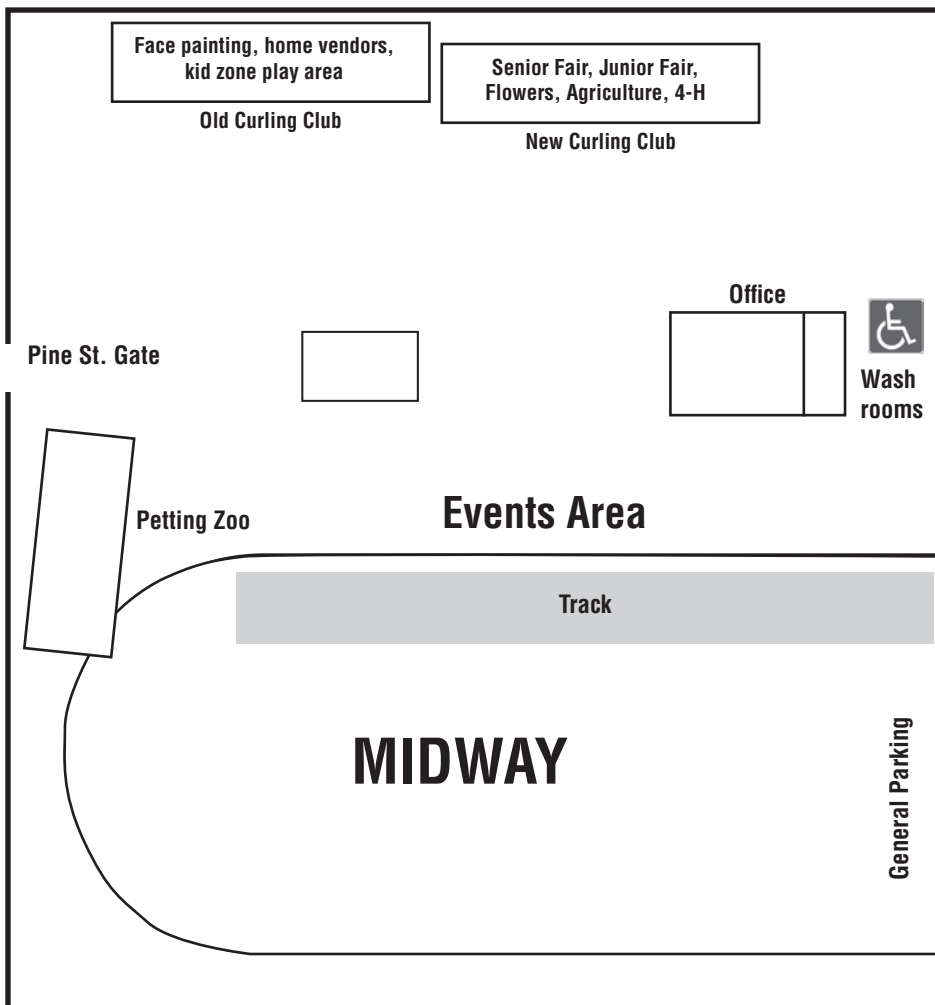 Face painting, home vendors,
kid zone play area
Old Curling Club
Senior Fair, Junior Fair,
Flowers, Agriculture, 4-H
New Curling Club
Office
Pine St. Gate
Wash
rooms
Petting Zoo
Events Area
Track
MIDWAY
General Parking